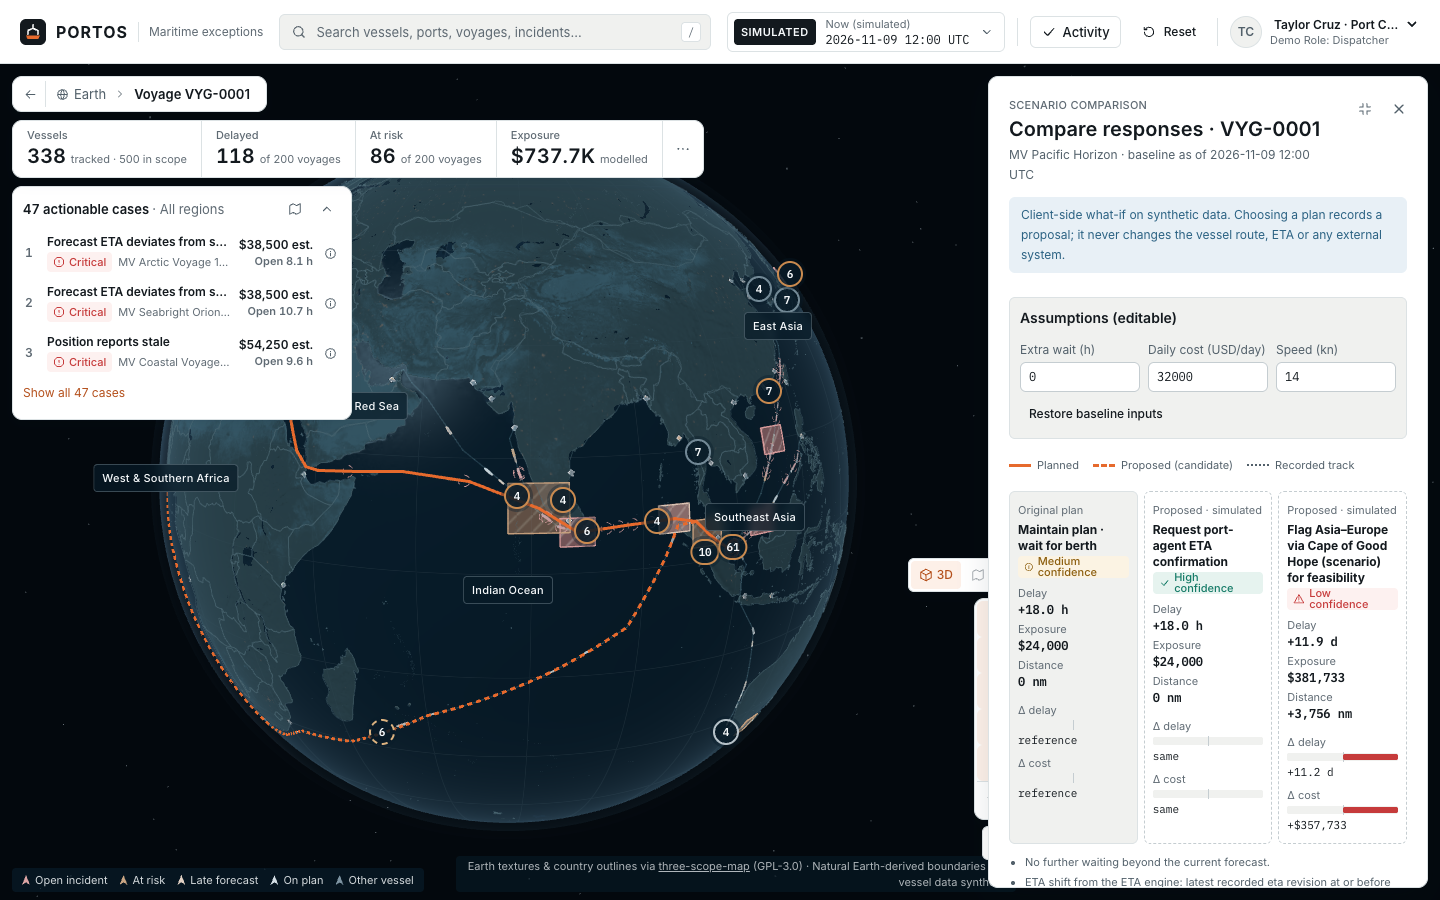 PORTOS
Maritime exceptions
Search vessels, ports, voyages, incidents...
/
SIMULATED
Now (simulated)
2026-11-09 12:00 UTC
Activity
Reset
TC
Taylor Cruz · Port C...
Demo Role: Dispatcher
Earth
Voyage VYG-0001
Vessels
338 tracked · 500 in scope
Delayed
118 of 200 voyages
At risk
86 of 200 voyages
Exposure
$737.7K modelled
...
47 actionable cases · All regions
1
Forecast ETA deviates from s...
$38,500 est.
Critical
MV Arctic Voyage 1...
Open 8.1 h
2
Forecast ETA deviates from s...
$38,500 est.
Critical
MV Seabright Orion...
Open 10.7 h
3
Position reports stale
$54,250 est.
Critical
MV Coastal Voyage...
Open 9.6 h
Show all 47 cases
6
4
7
East Asia
7
Red Sea
7
West & Southern Africa
4
4
6
4
Southeast Asia
10
61
Indian Ocean
6
4
3D
Open incident
At risk
Late forecast
On plan
Other vessel
Earth textures & country outlines via three-scope-map (GPL-3.0) · Natural Earth-derived boundaries
vessel data synth
SCENARIO COMPARISON
Compare responses · VYG-0001
MV Pacific Horizon · baseline as of 2026-11-09 12:00
UTC
Client-side what-if on synthetic data. Choosing a plan records a
proposal; it never changes the vessel route, ETA or any external
system.
Assumptions (editable)
Extra wait (h)
Daily cost (USD/day)
Speed (kn)
0
32000
14
Restore baseline inputs
Planned
Proposed (candidate)
Recorded track
Original plan
Maintain plan ·
wait for berth
Medium
confidence
Delay
+18.0 h
Exposure
$24,000
Distance
0 nm
Δ delay
reference
Δ cost
reference
Proposed · simulated
Request port-
agent ETA
confirmation
High
confidence
Delay
+18.0 h
Exposure
$24,000
Distance
0 nm
Δ delay
same
Δ cost
same
Proposed · simulated
Flag Asia–Europe
via Cape of Good
Hope (scenario)
for feasibility
Low
confidence
Delay
+11.9 d
Exposure
$381,733
Distance
+3,756 nm
Δ delay
+11.2 d
Δ cost
+$357,733
• No further waiting beyond the current forecast.
• ETA shift from the ETA engine: latest recorded eta revision at or before